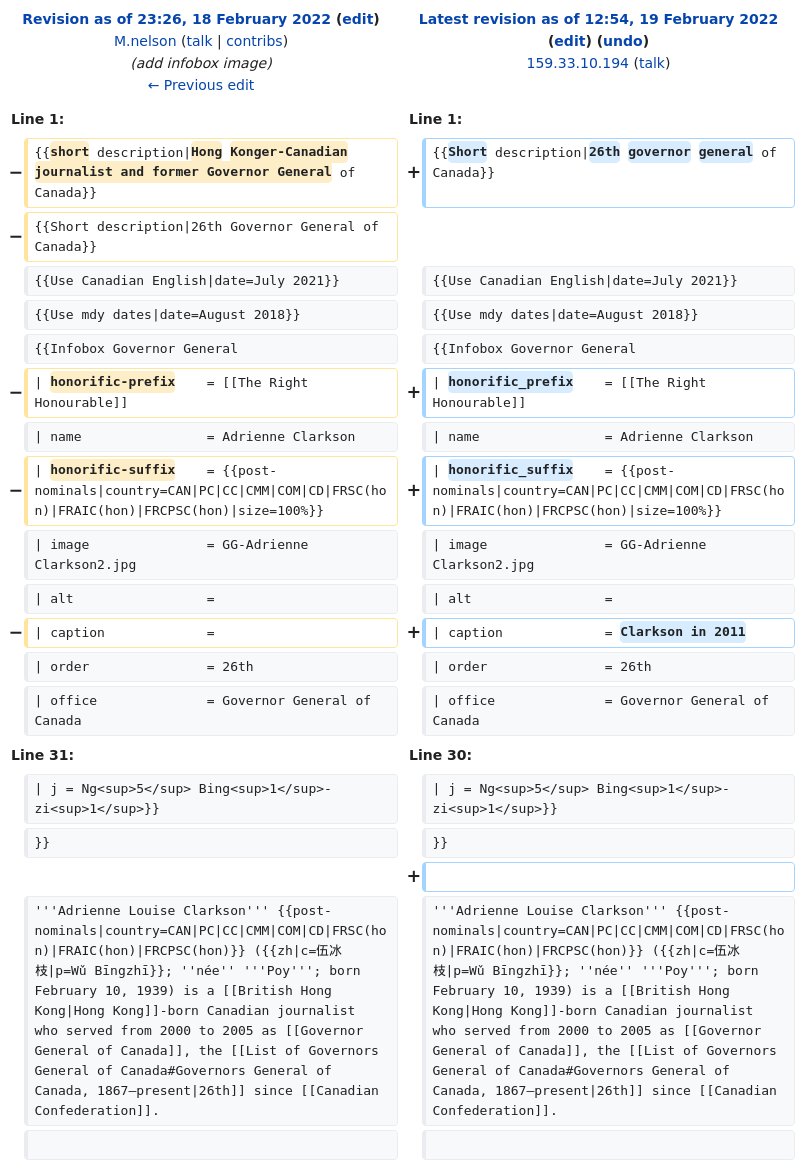 Revision as of 23:26, 18 February 2022 (edit)
M.nelson (talk | contribs)
(add infobox image)
← Previous edit
Latest revision as of 12:54, 19 February 2022
(edit) (undo)
159.33.10.194 (talk)
Line 1:
Line 1:
− {{short description|Hong Konger-Canadian
journalist and former Governor General of
Canada}}
+ {{Short description|26th governor general of
Canada}}
− {{Short description|26th Governor General of
Canada}}
{{Use Canadian English|date=July 2021}}
{{Use Canadian English|date=July 2021}}
{{Use mdy dates|date=August 2018}}
{{Use mdy dates|date=August 2018}}
{{Infobox Governor General
{{Infobox Governor General
− | honorific-prefix    = [[The Right
Honourable]]
+ | honorific_prefix    = [[The Right
Honourable]]
| name                = Adrienne Clarkson
| name                = Adrienne Clarkson
− | honorific-suffix    = {{post-
nominals|country=CAN|PC|CC|CMM|COM|CD|FRSC(ho
n)|FRAIC(hon)|FRCPSC(hon)|size=100%}}
+ | honorific_suffix    = {{post-
nominals|country=CAN|PC|CC|CMM|COM|CD|FRSC(ho
n)|FRAIC(hon)|FRCPSC(hon)|size=100%}}
| image               = GG-Adrienne
Clarkson2.jpg
| image               = GG-Adrienne
Clarkson2.jpg
| alt                 =
| alt                 =
− | caption             =
+ | caption             = Clarkson in 2011
| order               = 26th
| order               = 26th
| office              = Governor General of
Canada
| office              = Governor General of
Canada
Line 31:
Line 30:
| j = Ng<sup>5</sup> Bing<sup>1</sup>-
zi<sup>1</sup>}}
| j = Ng<sup>5</sup> Bing<sup>1</sup>-
zi<sup>1</sup>}}
}}
}}
+
'''Adrienne Louise Clarkson''' {{post-
nominals|country=CAN|PC|CC|CMM|COM|CD|FRSC(ho
n)|FRAIC(hon)|FRCPSC(hon)}} ({{zh|c=伍冰
枝|p=Wǔ Bīngzhī}}; ''née'' '''Poy'''; born
February 10, 1939) is a [[British Hong
Kong|Hong Kong]]-born Canadian journalist
who served from 2000 to 2005 as [[Governor
General of Canada]], the [[List of Governors
General of Canada#Governors General of
Canada, 1867–present|26th]] since [[Canadian
Confederation]].
'''Adrienne Louise Clarkson''' {{post-
nominals|country=CAN|PC|CC|CMM|COM|CD|FRSC(ho
n)|FRAIC(hon)|FRCPSC(hon)}} ({{zh|c=伍冰
枝|p=Wǔ Bīngzhī}}; ''née'' '''Poy'''; born
February 10, 1939) is a [[British Hong
Kong|Hong Kong]]-born Canadian journalist
who served from 2000 to 2005 as [[Governor
General of Canada]], the [[List of Governors
General of Canada#Governors General of
Canada, 1867–present|26th]] since [[Canadian
Confederation]].